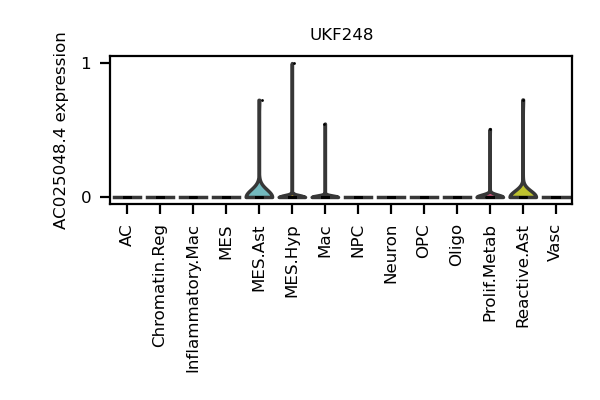 UKF248
AC025048.4 expression
1
0
AC
Chromatin.Reg
Inflammatory.Mac
MES
MES.Ast
MES.Hyp
Mac
NPC
Neuron
OPC
Oligo
Prolif.Metab
Reactive.Ast
Vasc